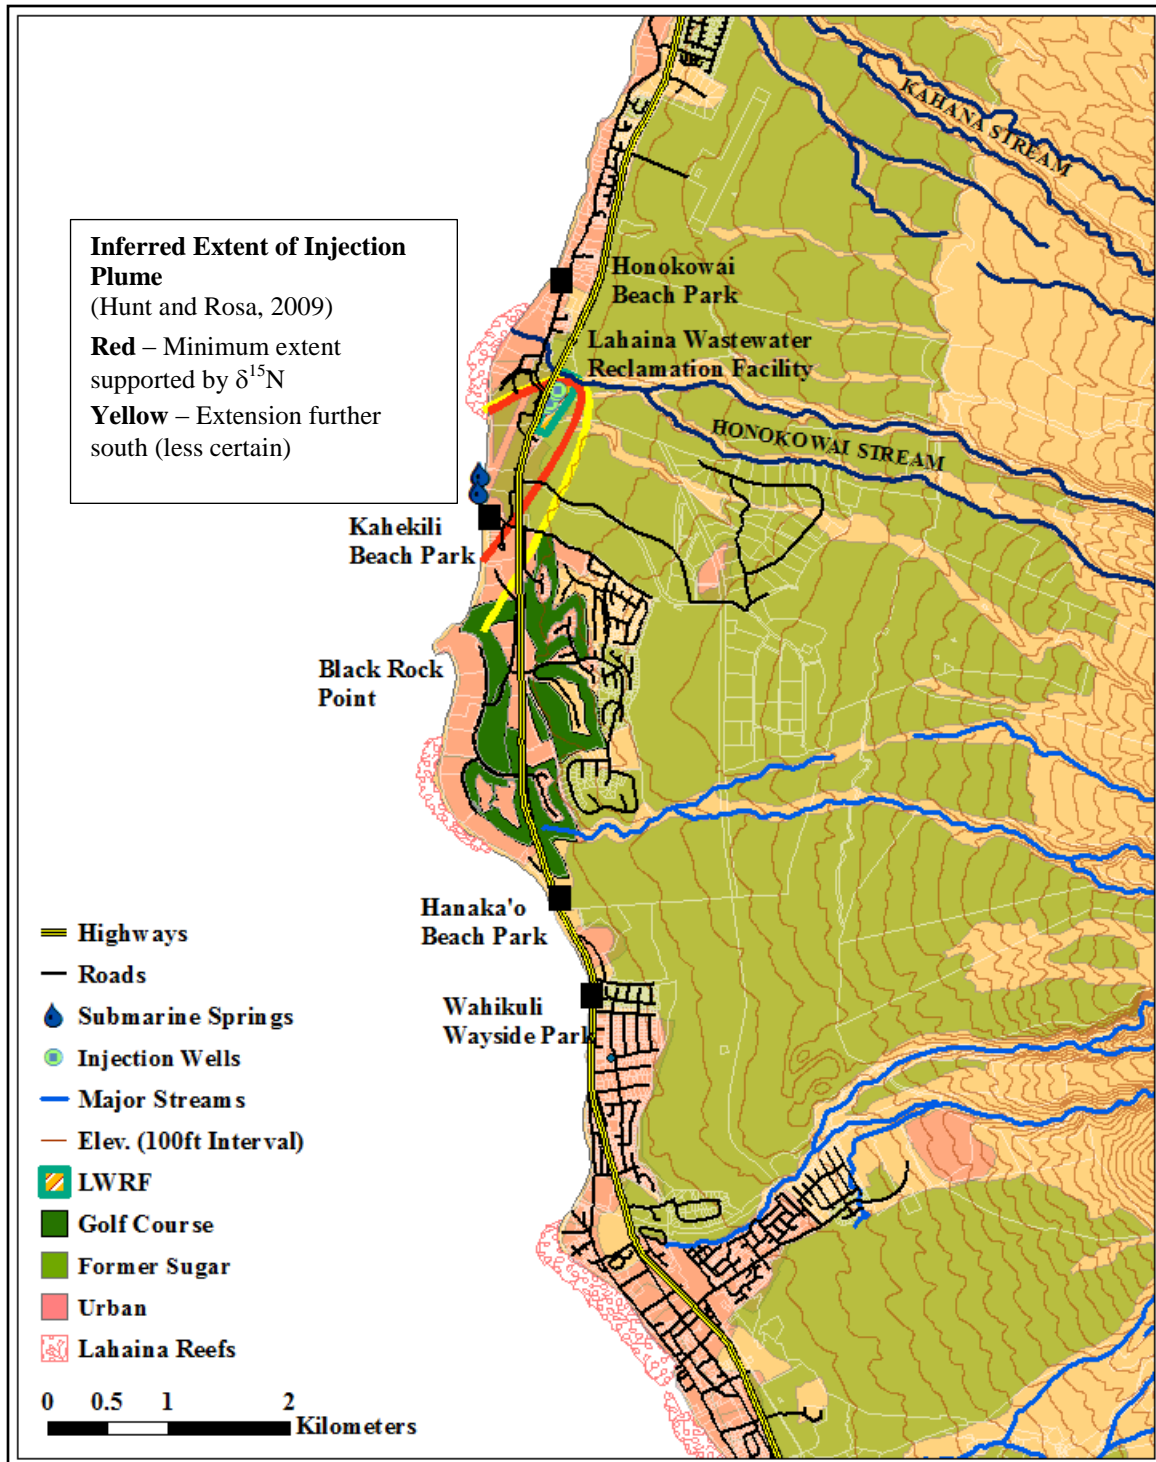 KAHANA STREAM
Inferred Extent of Injection
Plume
(Hunt and Rosa, 2009)
Red – Minimum extent
supported by δ15N
Yellow – Extension further
south (less certain)
Honokowai
Beach Park
Lahaina Wastewater
Reclamation Facility
HONOKOWAI STREAM
Kahekili
Beach Park
Black Rock
Point
Hanaka'o
Beach Park
Wahikuli
Wayside Park
Highways
Roads
Submarine Springs
Injection Wells
Major Streams
Elev. (100ft Interval)
LWRF
Golf Course
Former Sugar
Urban
Lahaina Reefs
0 0.5 1 2
Kilometers